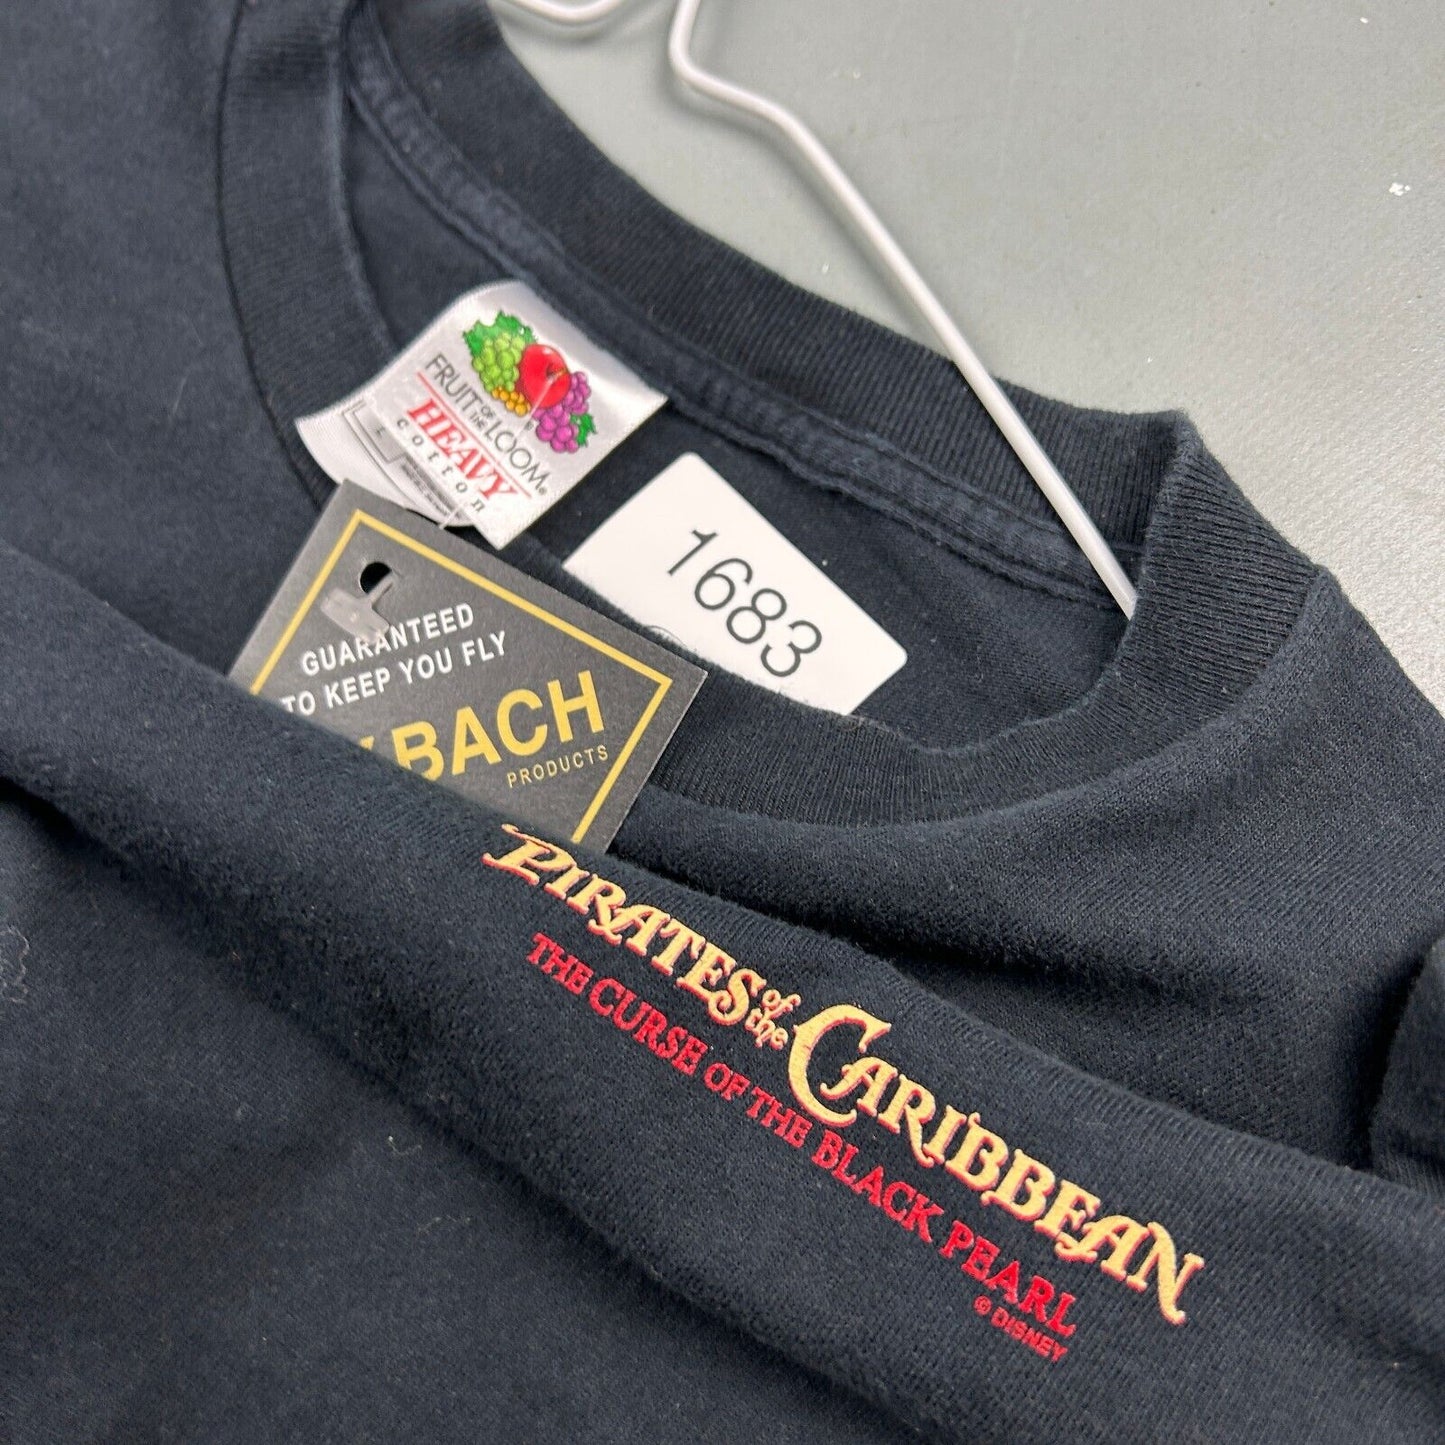 FRUIT OF THE LOOM®
HEAVY
cotton
L
1683
GUARANTEED
TO KEEP YOU FLY
BACH
PRODUCTS
PIRATES of the CARIBBEAN
THE CURSE OF THE BLACK PEARL
© DISNEY